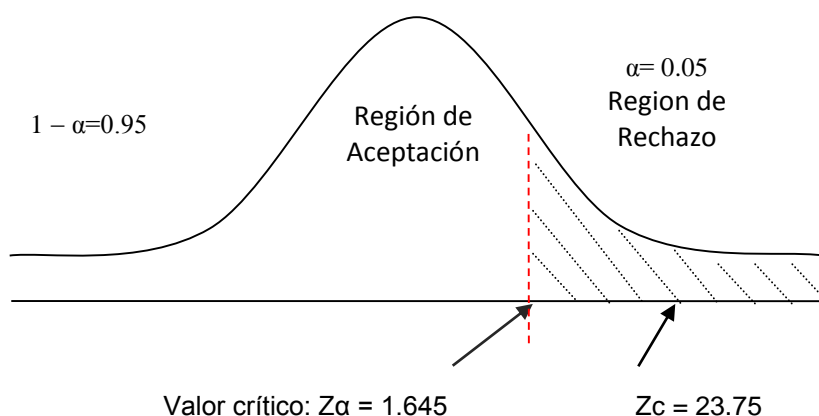 α= 0.05
Region de
Rechazo
1 – α=0.95
Región de
Aceptación
Valor crítico: Zα = 1.645
Zc = 23.75